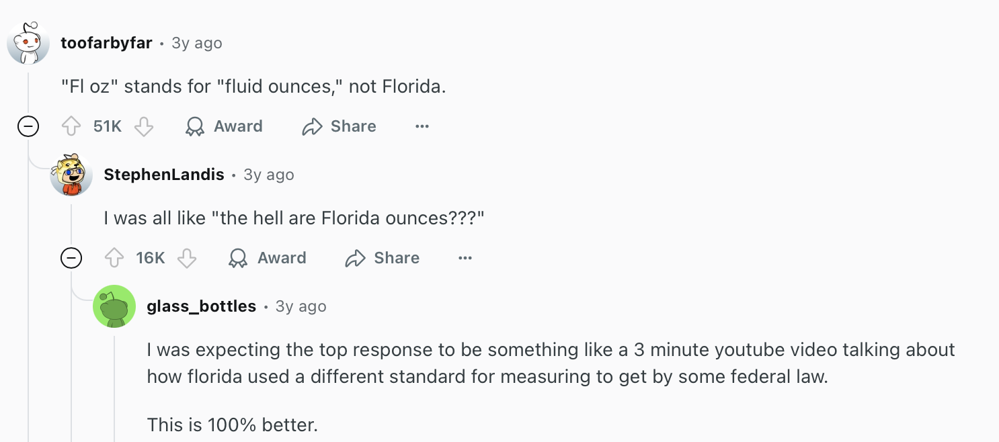 toofarbyfar • 3y ago
"Fl oz" stands for "fluid ounces," not Florida.
51K Award Share ...
StephenLandis • 3y ago
I was all like "the hell are Florida ounces???"
16K Award Share ...
glass_bottles • 3y ago
I was expecting the top response to be something like a 3 minute youtube video talking about
how florida used a different standard for measuring to get by some federal law.
This is 100% better.